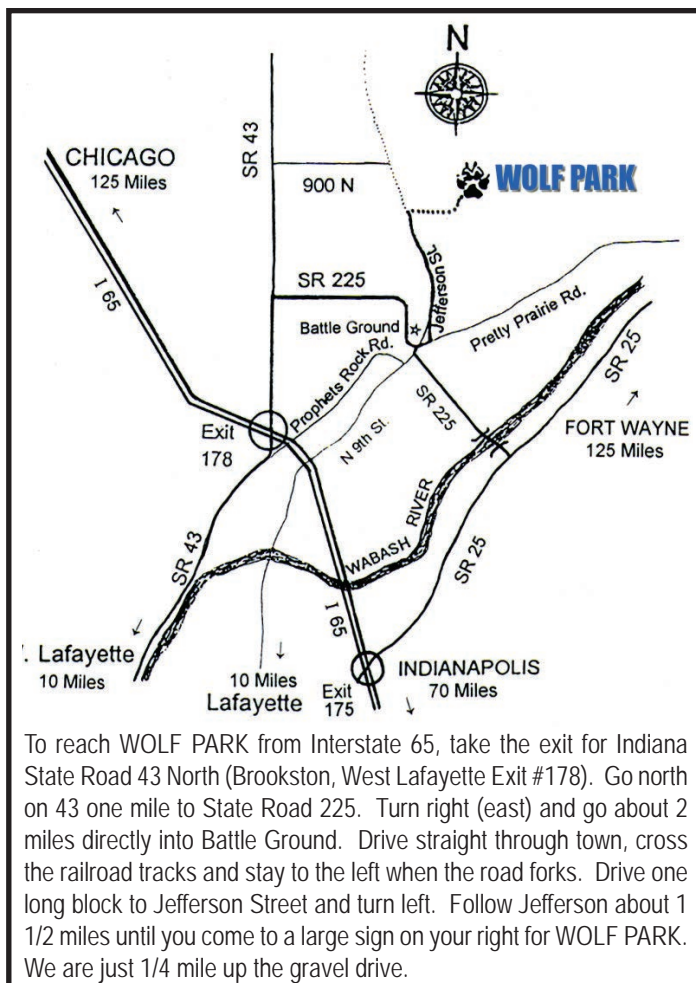 N
CHICAGO
125 Miles
SR 43
900 N
WOLF PARK
I 65
SR 225
Jefferson St.
Battle Ground
Pretty Prairie Rd.
Prophets Rock Rd.
SR 225
SR 25
Exit
178
N 9th St.
FORT WAYNE
125 Miles
WABASH RIVER
SR 43
SR 25
I 65
. Lafayette
10 Miles
10 Miles
Lafayette
Exit
175
INDIANAPOLIS
70 Miles
To reach WOLF PARK from Interstate 65, take the exit for Indiana
State Road 43 North (Brookston, West Lafayette Exit #178). Go north
on 43 one mile to State Road 225. Turn right (east) and go about 2
miles directly into Battle Ground. Drive straight through town, cross
the railroad tracks and stay to the left when the road forks. Drive one
long block to Jefferson Street and turn left. Follow Jefferson about 1
1/2 miles until you come to a large sign on your right for WOLF PARK.
We are just 1/4 mile up the gravel drive.